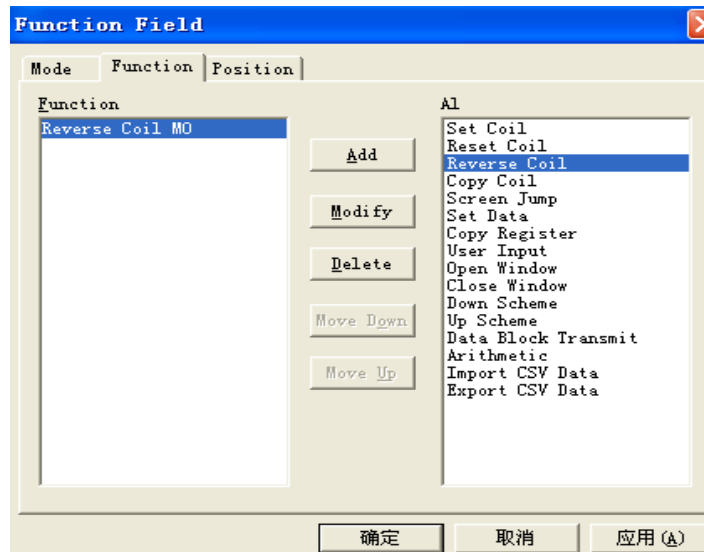 Function Field
Mode Function Position
Function
Reverse Coil M0
Add
Modify
Delete
Move Down
Move Up
Al
Set Coil
Reset Coil
Reverse Coil
Copy Coil
Screen Jump
Set Data
Copy Register
User Input
Open Window
Close Window
Down Scheme
Up Scheme
Data Block Transmit
Arithmetic
Import CSV Data
Export CSV Data
确定 取消 应用(A)